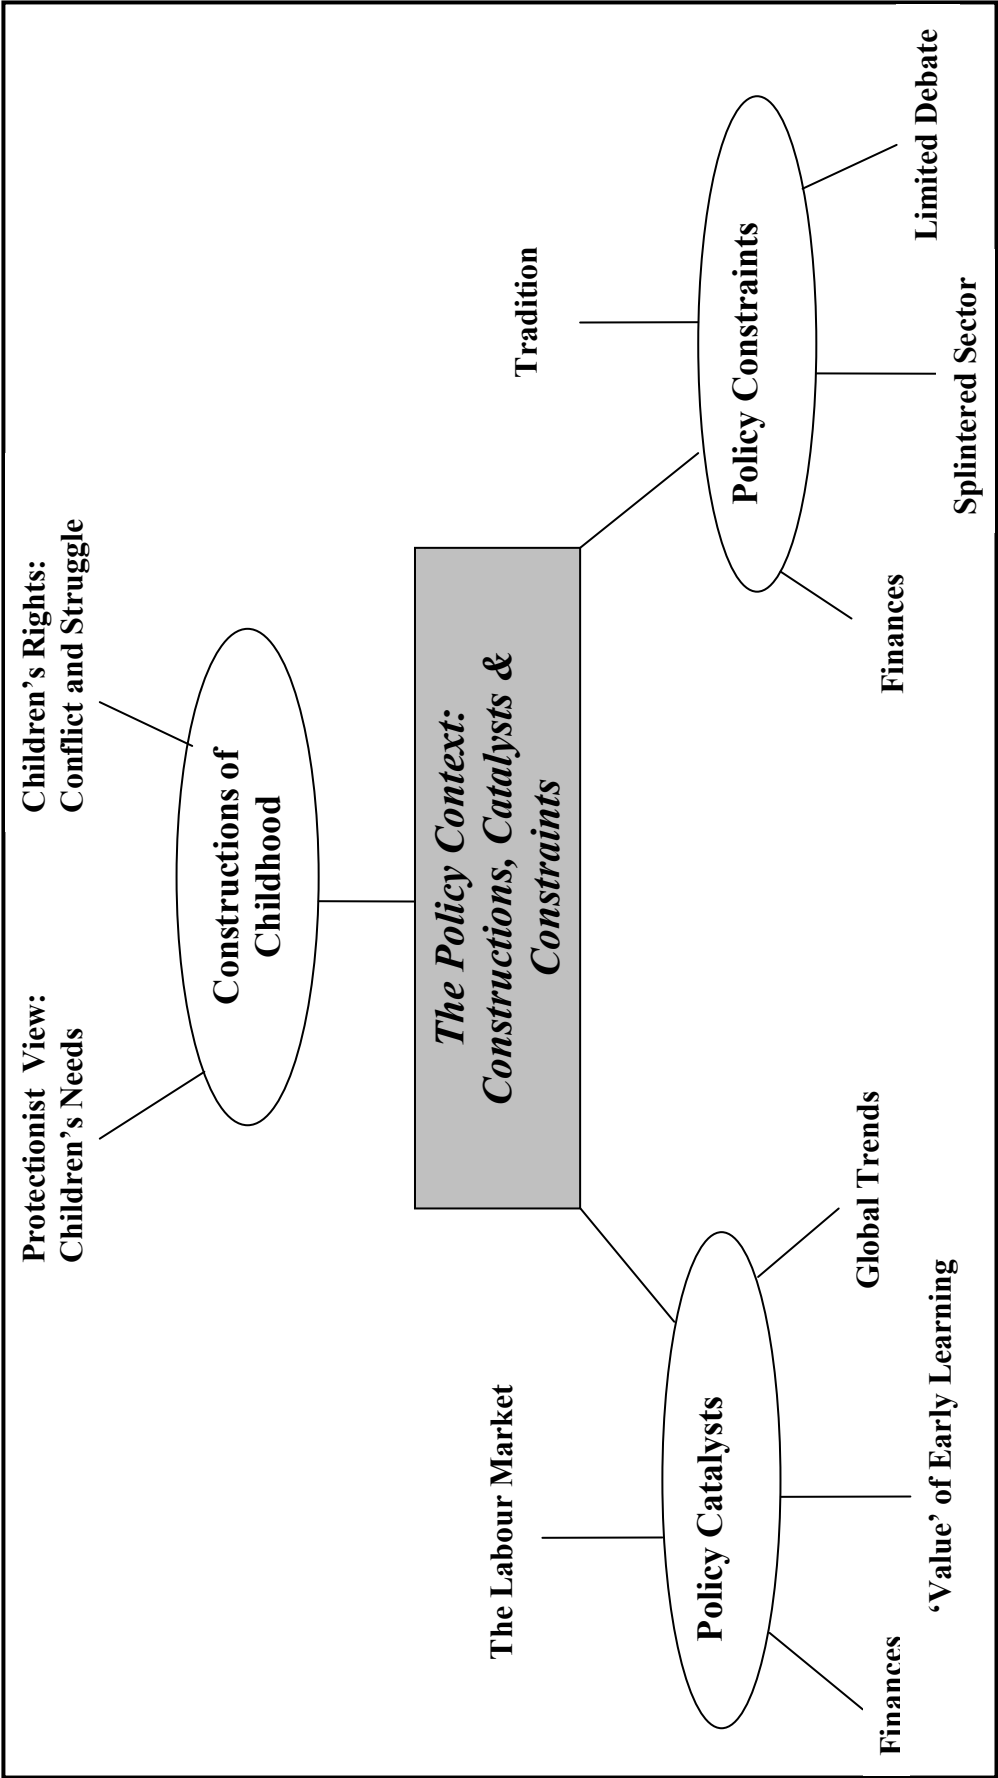 Protectionist View:
Children’s Needs
Children’s Rights:
Conflict and Struggle
Constructions of
Childhood
The Policy Context:
Constructions, Catalysts &
Constraints
The Labour Market
Policy Catalysts
Finances
‘Value’ of Early Learning
Global Trends
Tradition
Policy Constraints
Finances
Splintered Sector
Limited Debate